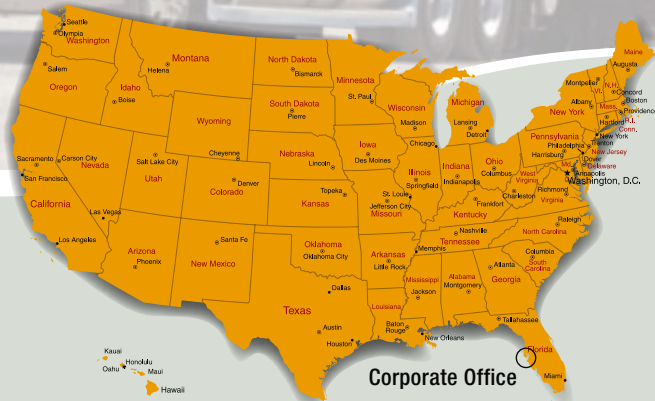 Seattle
Olympia
Washington
Montana
Helena
North Dakota
Bismarck
Minnesota
St. Paul
Maine
Augusta
Salem
Oregon
Idaho
Boise
South Dakota
Pierre
Wisconsin
Madison
Michigan
Lansing
Detroit
Montpelier
Vt.
N.H.
Concord
Albany
Mass.
Boston
New York
Providence
Hartford
R.I.
Conn.
Wyoming
Cheyenne
Nebraska
Lincoln
Iowa
Des Moines
Chicago
Pennsylvania
Harrisburg
Philadelphia
New York
Trenton
New Jersey
Dover
Delaware
Md.
Annapolis
Washington, D.C.
Sacramento
Carson City
Nevada
San Francisco
California
Salt Lake City
Utah
Denver
Colorado
Topeka
Kansas
Illinois
Springfield
Indiana
Indianapolis
Ohio
Columbus
West
Virginia
Charleston
Richmond
Virginia
St. Louis
Jefferson City
Missouri
Frankfort
Kentucky
Las Vegas
Los Angeles
Arizona
Phoenix
Santa Fe
New Mexico
Oklahoma
Oklahoma City
Arkansas
Little Rock
Memphis
Nashville
Tennessee
Raleigh
North Carolina
Columbia
South
Carolina
Texas
Dallas
Austin
Houston
Louisiana
Baton
Rouge
New Orleans
Mississippi
Jackson
Alabama
Montgomery
Atlanta
Georgia
Tallahassee
Florida
Miami
Kauai
Oahu
Honolulu
Maui
Hawaii
Corporate Office